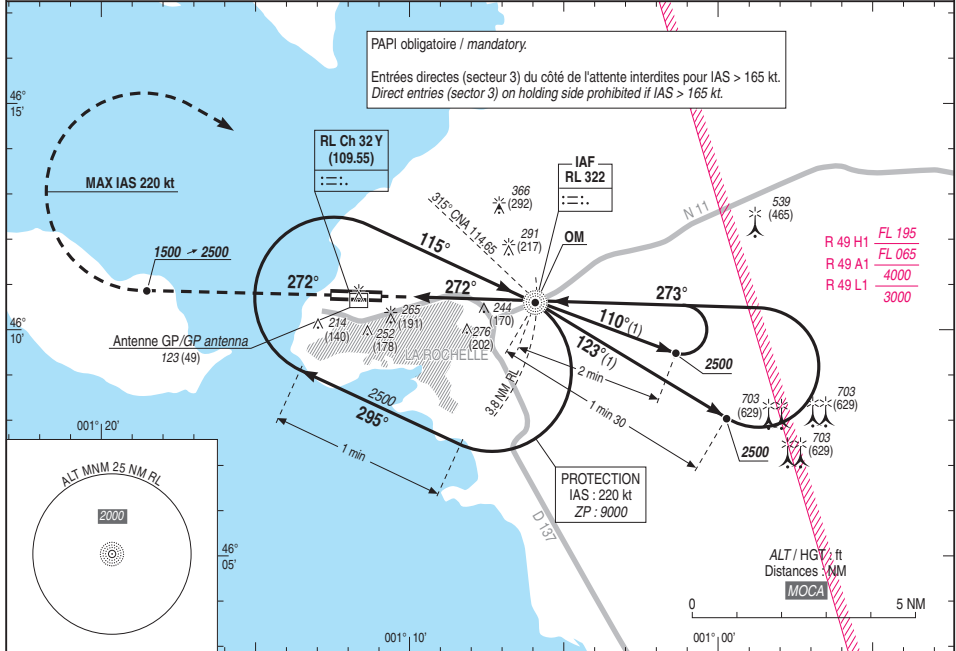 PAPI obligatoire / mandatory.
Entrées directes (secteur 3) du côté de l'attente interdites pour IAS > 165 kt.
Direct entries (sector 3) on holding side prohibited if IAS > 165 kt.
46°
15'
RL Ch 32 Y
(109.55)
IAF
RL 322
366
(292)
MAX IAS 220 kt
315° CNA 114.65
N 11
539
(465)
291
(217)
OM
115°
R 49 H1 FL 195
R 49 A1 FL 065
4000
R 49 L1 3000
1500 2500
272°
272°
273°
244
(170)
265
(191)
110°(1)
46°
10'
214
(140)
Antenne GP/GP antenna
123 (49)
252
(178)
276
(202)
123°(1)
LA ROCHELLE
2500
2 min
3.8 NM RL
1 min 30
2500
295°
703
(629)
703
(629)
001° 20'
1 min
2500
703
(629)
ALT MNM 25 NM RL
2000
PROTECTION
IAS : 220 kt
ZP : 9000
D 137
46°
05'
ALT / HGT : ft
Distances : NM
MOCA
0 5 NM
001° 10'
001° 00'